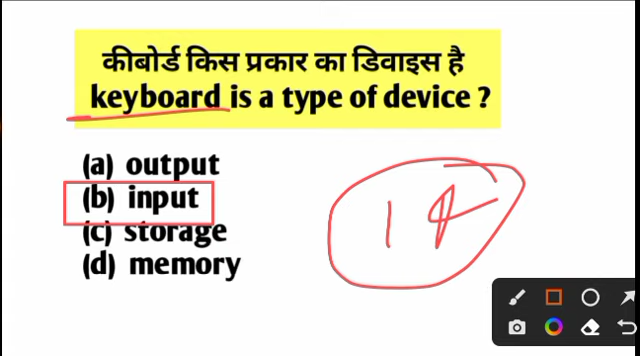 कीबोर्ड किस प्रकार का डिवाइस है
keyboard is a type of device ?
(a) output
(b) input
(c) storage
(d) memory